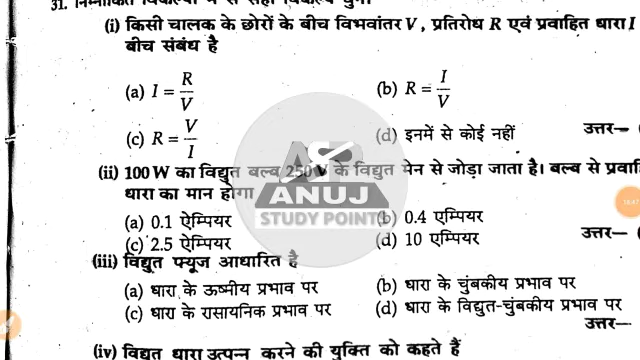 31. निम्नांकित विकल्पों में से सही विकल्प चुनें।
(i) किसी चालक के छोरों के बीच विभवांतर V, प्रतिरोध R एवं प्रवाहित धारा I
बीच संबंध है
(a) I = R/V (b) R = I/V
(c) R = V/I (d) इनमें से कोई नहीं उत्तर—
(ii) 100 W का विद्युत बल्ब 250 V के विद्युत मेन से जोड़ा जाता है। बल्ब से प्रवा
धारा का मान होगा
(a) 0.1 ऐम्पियर (b) 0.4 एम्पियर
(c) 2.5 ऐम्पियर (d) 10 एम्पियर उत्तर—
(iii) विद्युत फ्यूज आधारित है
(a) धारा के ऊष्मीय प्रभाव पर (b) धारा के चुंबकीय प्रभाव पर
(c) धारा के रासायनिक प्रभाव पर (d) धारा के विद्युत-चुंबकीय प्रभाव पर
उत्तर—
(iv) विद्युत धारा उत्पन्न करने की युक्ति को कहते हैं
ASP
ANUJ
STUDY POINT
18:47